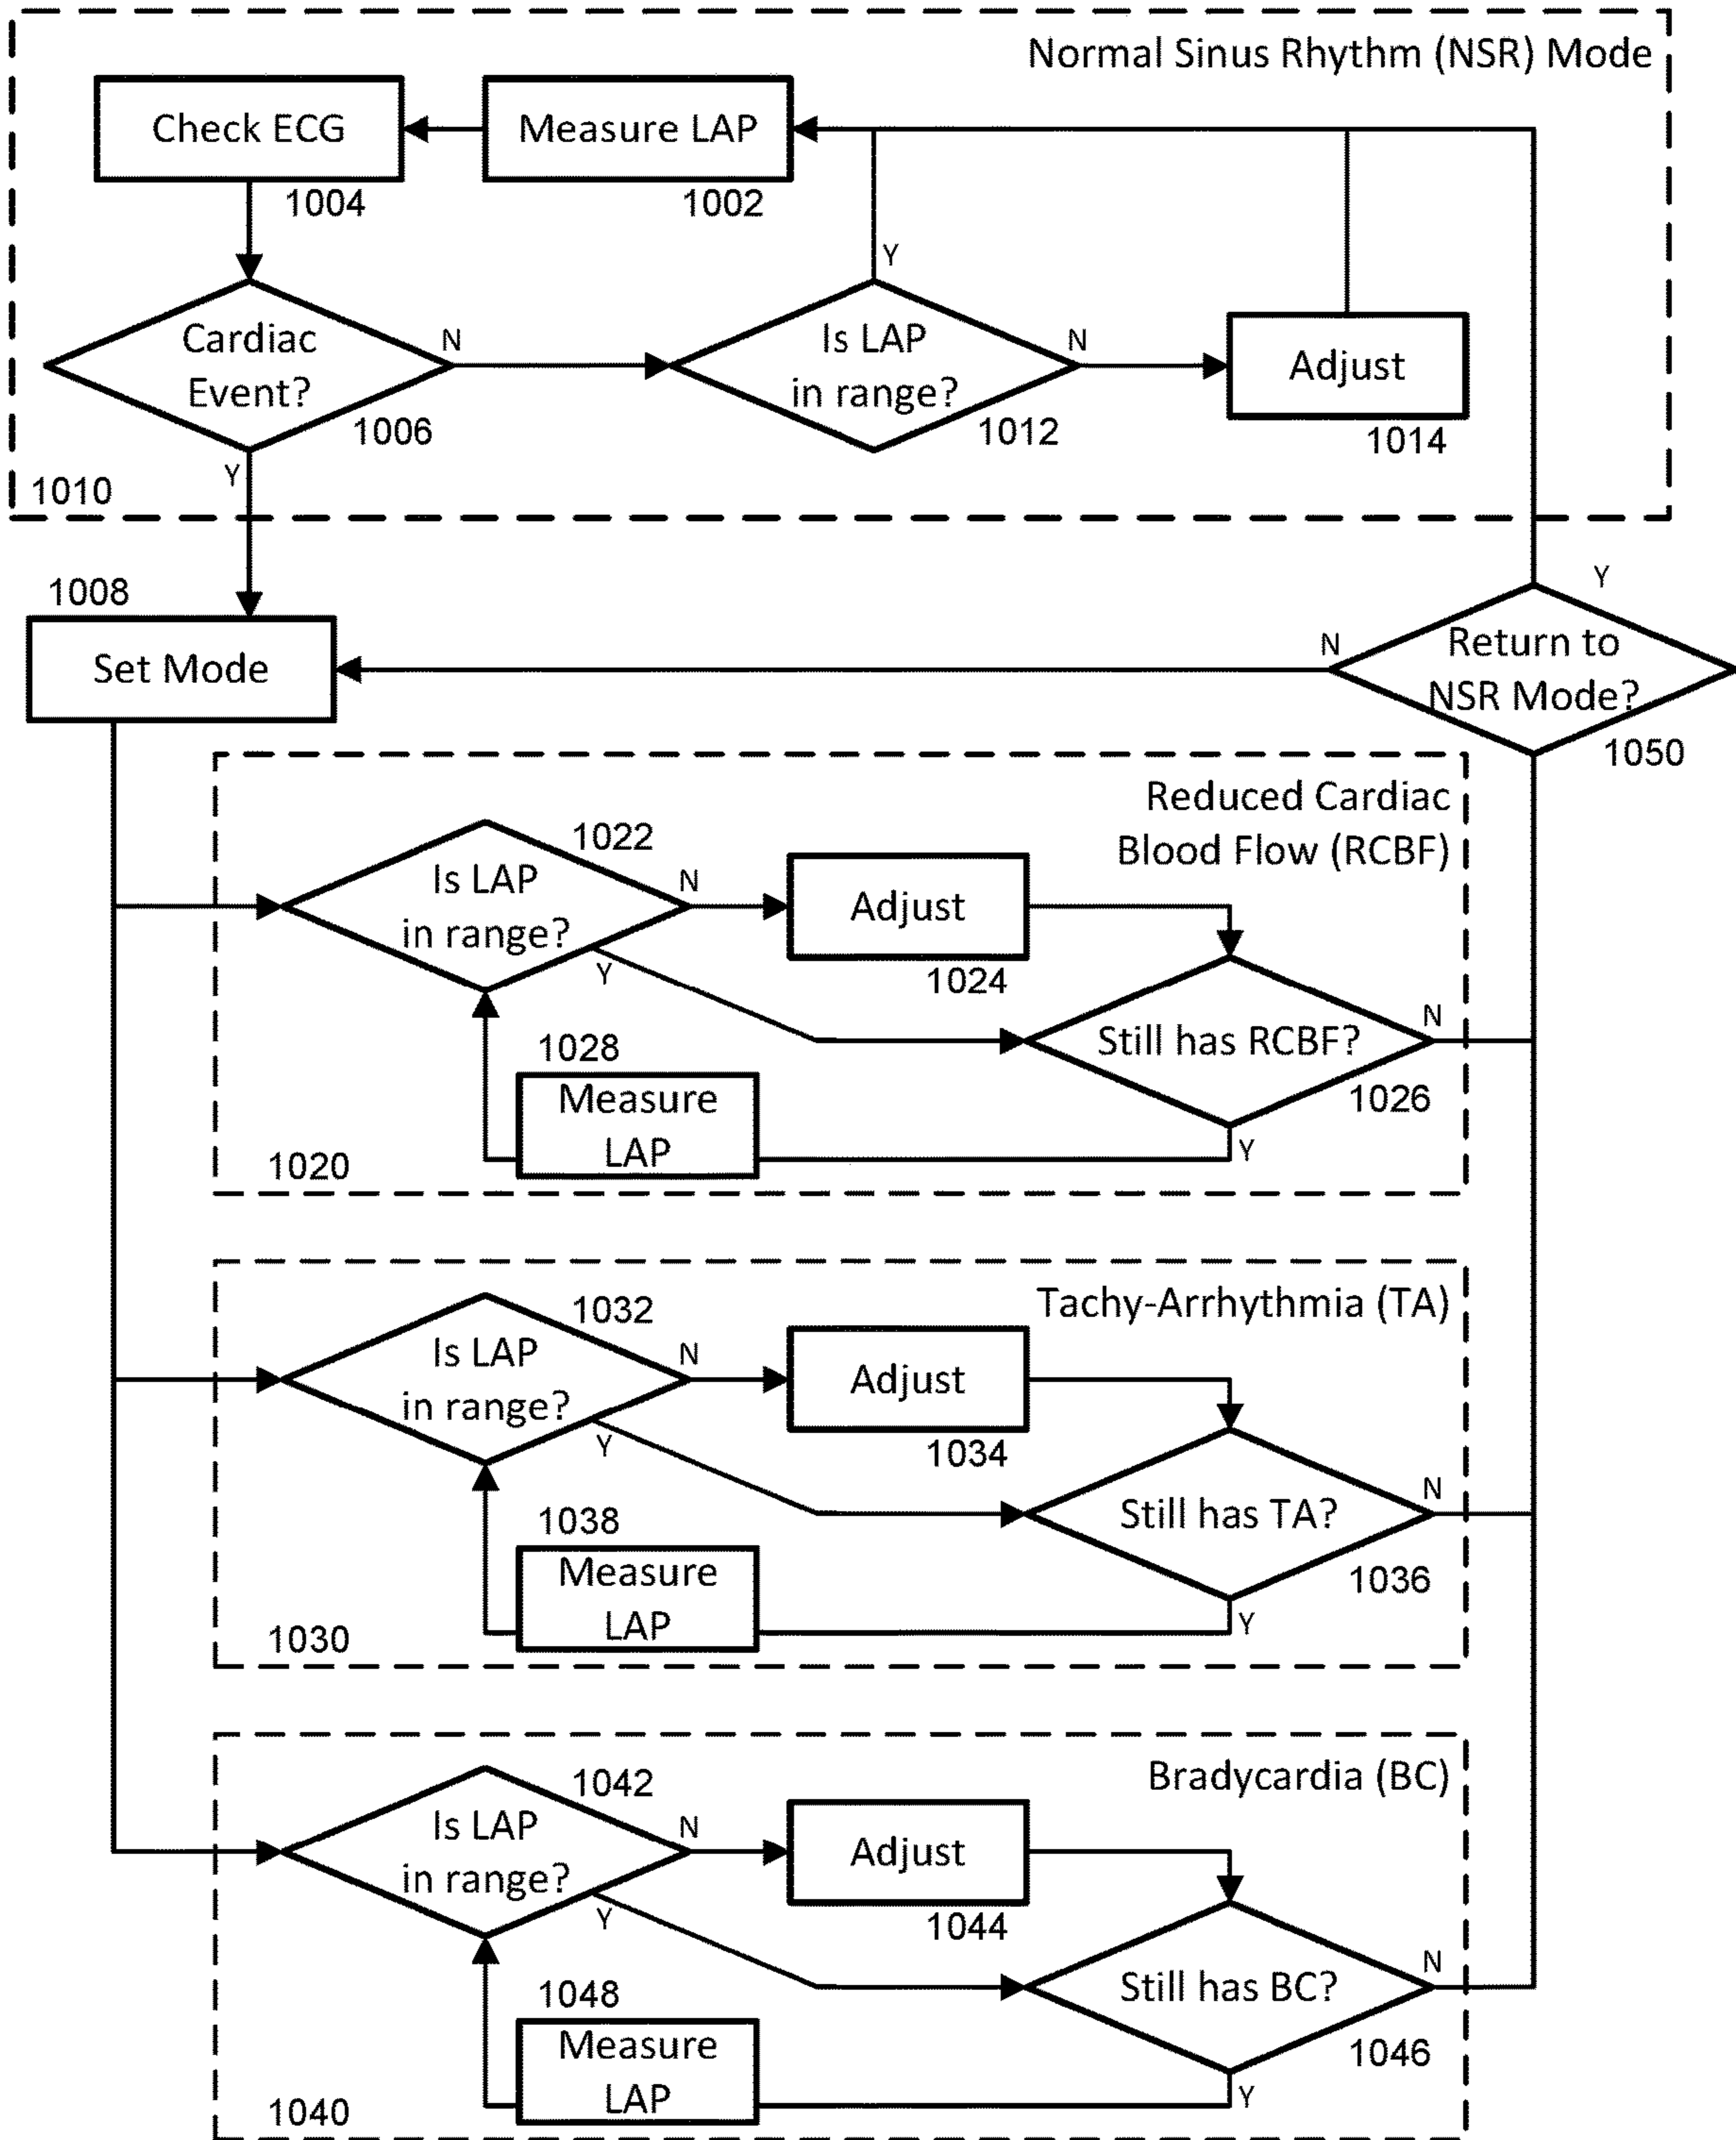 Normal Sinus Rhythm (NSR) Mode
Check ECG
Measure LAP
1004
1002
Cardiac
Event?
N
Y
1006
Is LAP
in range?
Y
N
1012
Adjust
1014
1010
1008
Set Mode
Y
N
Return to
NSR Mode?
1050
Reduced Cardiac
Blood Flow (RCBF)
1022
Is LAP
in range?
N
Y
Adjust
1024
Still has RCBF?
N
1026
Y
1028
Measure
LAP
1020
Tachy-Arrhythmia (TA)
1032
Is LAP
in range?
N
Y
Adjust
1034
Still has TA?
N
1036
Y
1038
Measure
LAP
1030
Bradycardia (BC)
1042
Is LAP
in range?
N
Y
Adjust
1044
Still has BC?
N
1046
Y
1048
Measure
LAP
1040